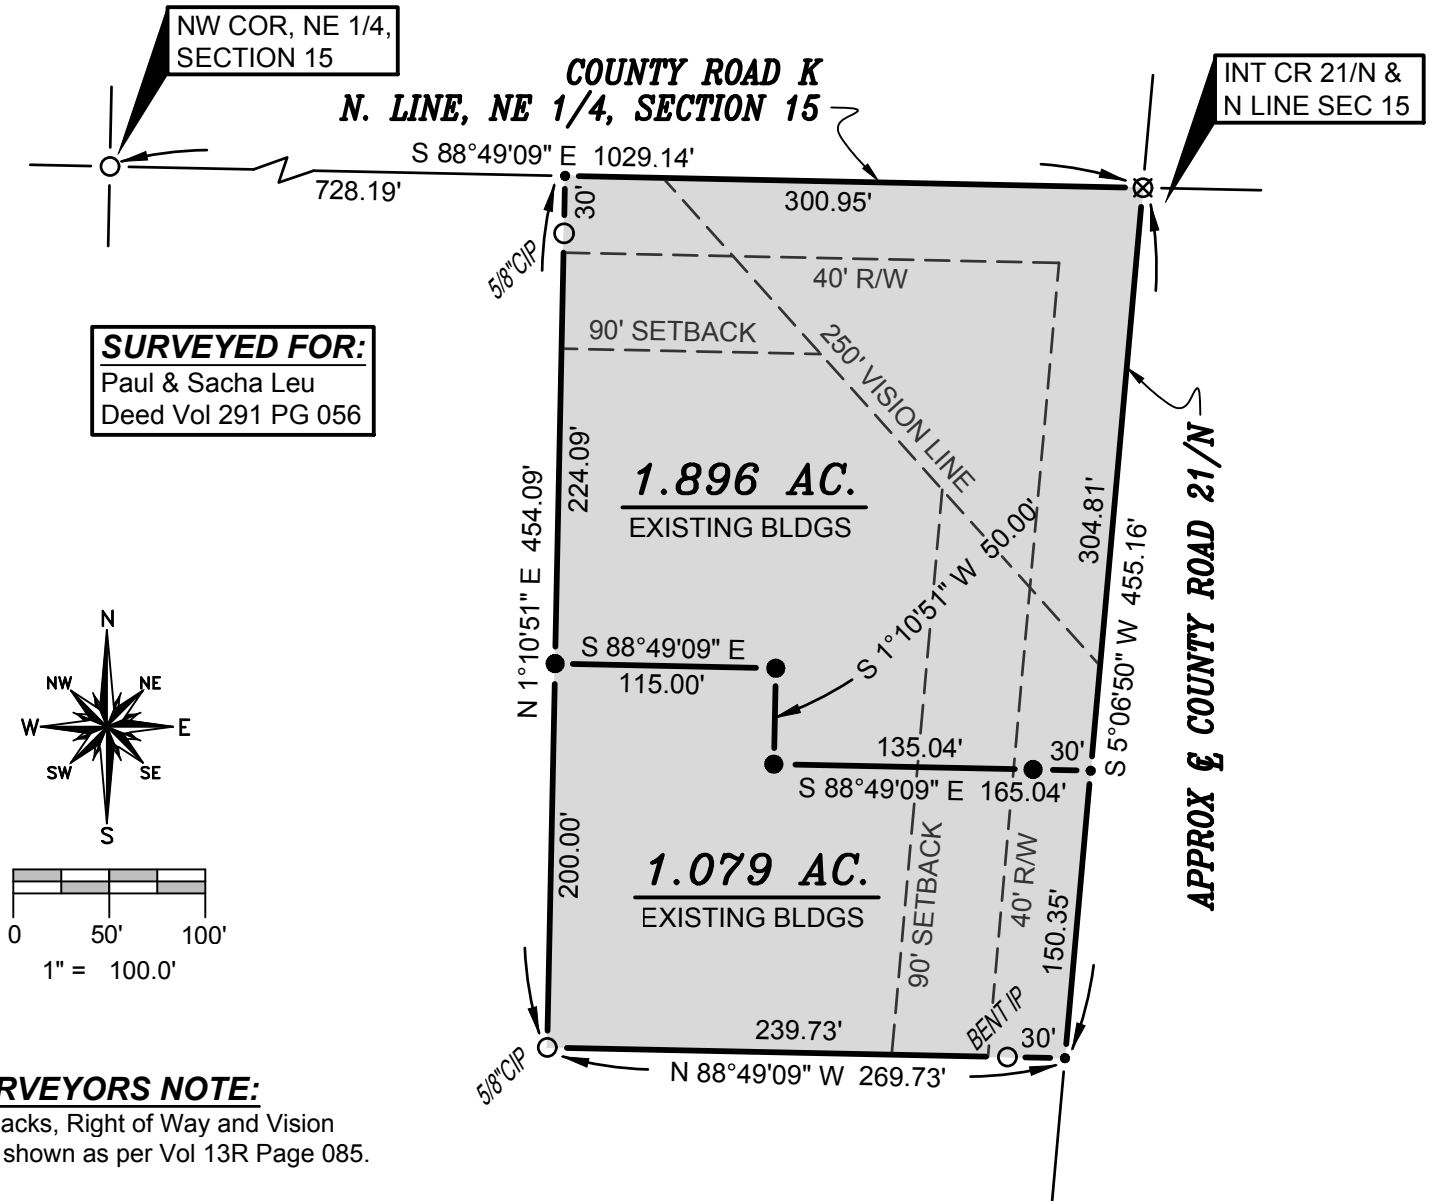 NW COR, NE 1/4,
SECTION 15
COUNTY ROAD K
N. LINE, NE 1/4, SECTION 15
INT CR 21/N &
N LINE SEC 15
S 88°49'09" E 1029.14'
728.19'
300.95'
30'
5/8"CIP
40' R/W
90' SETBACK
250' VISION LINE
SURVEYED FOR:
Paul & Sacha Leu
Deed Vol 291 PG 056
224.09'
N 1°10'51" E 454.09'
1.896 AC.
EXISTING BLDGS
S 1°10'51" W 50.00'
304.81'
S 5°06'50" W 455.16'
APPROX ℄ COUNTY ROAD 21/N
S 88°49'09" E
115.00'
135.04'
30'
S 88°49'09" E 165.04'
N
NW
NE
W
E
SW
SE
S
200.00'
1.079 AC.
EXISTING BLDGS
90' SETBACK
40' R/W
150.35'
0 50' 100'
1" = 100.0'
BENT IP
30'
239.73'
N 88°49'09" W 269.73'
5/8"CIP
RVEYORS NOTE:
acks, Right of Way and Vision
shown as per Vol 13R Page 085.